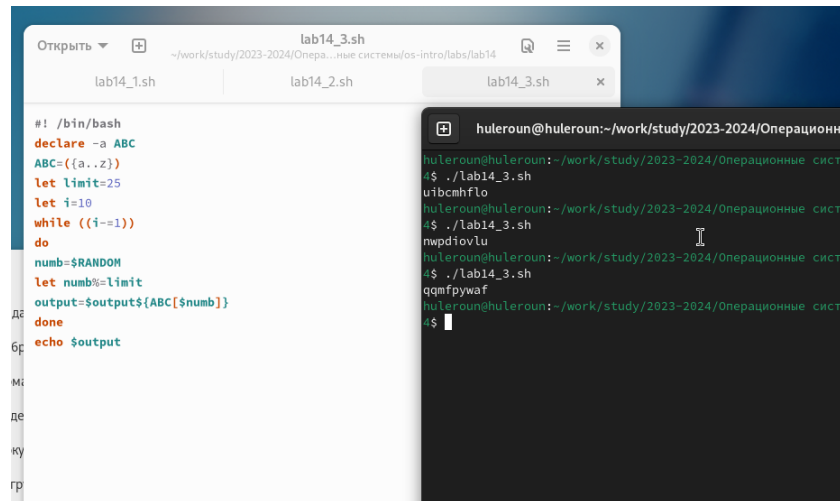 Открыть
lab14_3.sh
~/work/study/2023-2024/Опера...ные системы/os-intro/labs/lab14
lab14_1.sh
lab14_2.sh
lab14_3.sh
#! /bin/bash
declare -a ABC
ABC=({a..z})
let limit=25
let i=10
while ((i-=1))
do
numb=$RANDOM
let numb%=limit
output=$output${ABC[$numb]}
done
echo $output
huleroun@huleroun:~/work/study/2023-2024/Операционн
huleroun@huleroun:~/work/study/2023-2024/Операционные сист
4$ ./lab14_3.sh
uibcmhflo
huleroun@huleroun:~/work/study/2023-2024/Операционные сист
4$ ./lab14_3.sh
nwpdiovlu
huleroun@huleroun:~/work/study/2023-2024/Операционные сист
4$ ./lab14_3.sh
qqmfpywaf
huleroun@huleroun:~/work/study/2023-2024/Операционные сист
4$